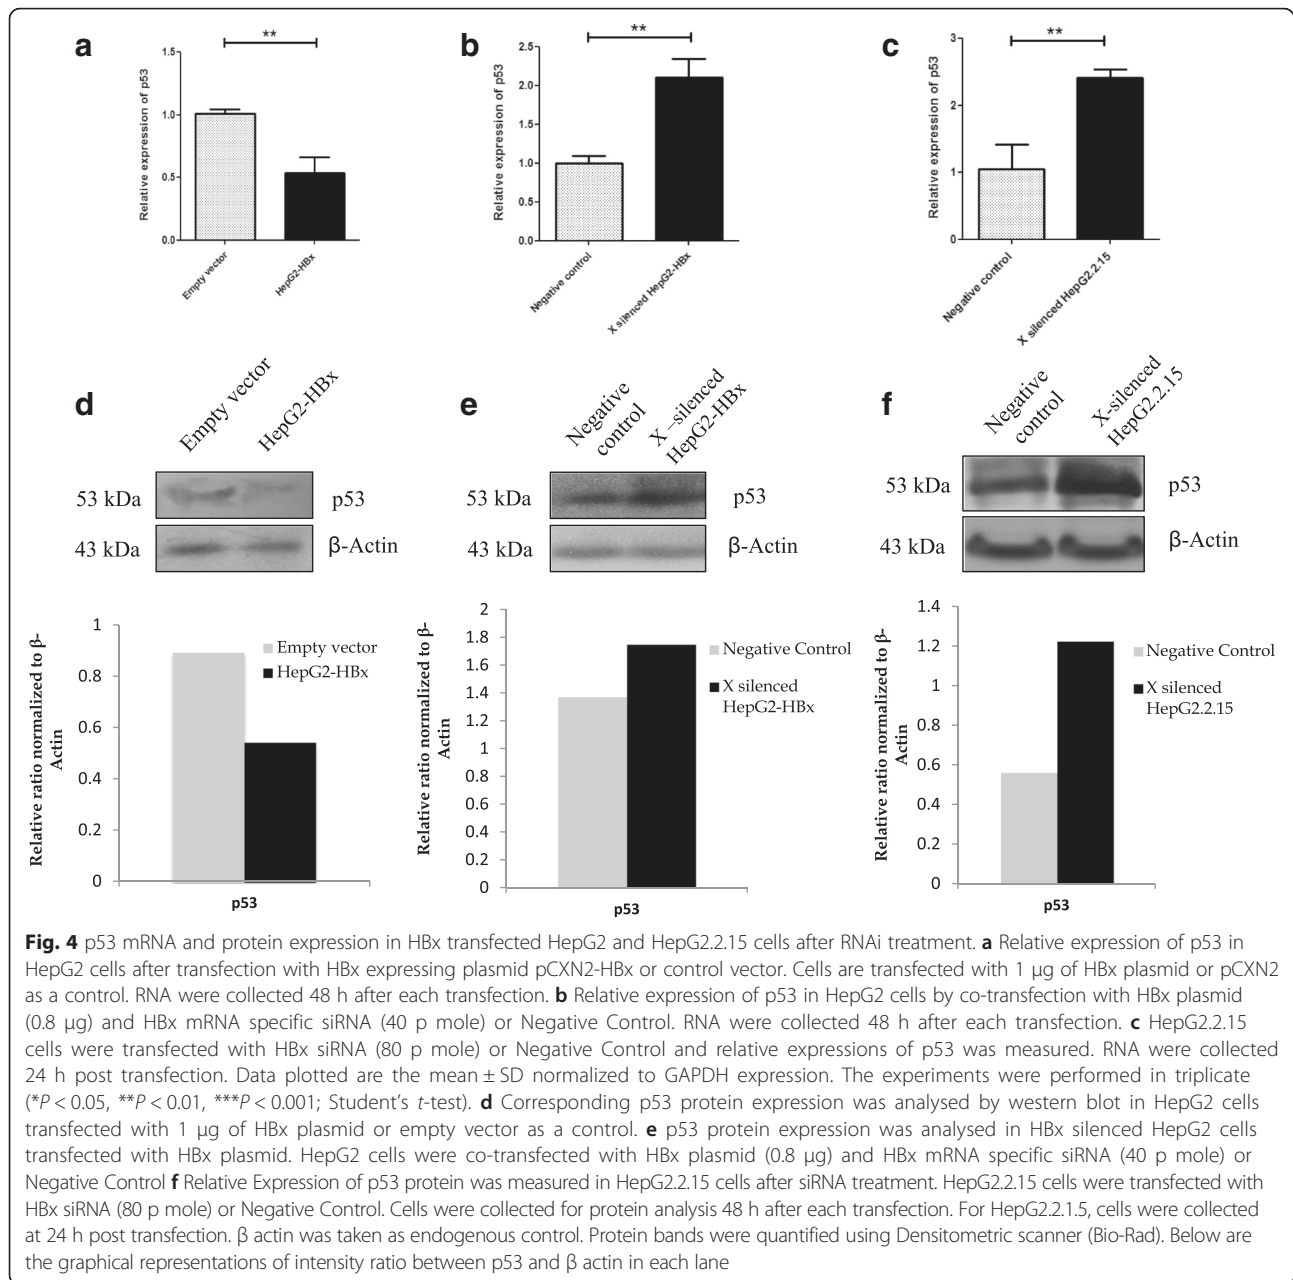 a
**
Relative expression of p53
1.5
1.0
0.5
0.0
Empty vector
HepG2-HBx
b
**
Relative expression of p53
2.5
2.0
1.5
1.0
0.5
0.0
Negative control
X silenced HepG2-HBx
c
**
Relative expression of p53
3
2
1
0
Negative control
X silenced HepG2.2.15
d
Empty vector
HepG2-HBx
53 kDa
p53
43 kDa
β-Actin
Relative ratio normalized to β-
Actin
1
0.8
0.6
0.4
0.2
0
Empty vector
HepG2-HBx
p53
e
Negative
control
X –silenced
HepG2-HBx
53 kDa
p53
43 kDa
β-Actin
Relative ratio normalized to β-
Actin
2
1.8
1.6
1.4
1.2
1
0.8
0.6
0.4
0.2
0
Negative Control
X silenced
HepG2-HBx
p53
f
Negative
control
X-silenced
HepG2.2.15
53 kDa
p53
43 kDa
β-Actin
Relative ratio normalized to β-
Actin
1.4
1.2
1
0.8
0.6
0.4
0.2
0
Negative Control
X silenced
HepG2.2.15
p53
Fig. 4 p53 mRNA and protein expression in HBx transfected HepG2 and HepG2.2.15 cells after RNAi treatment. a Relative expression of p53 in
HepG2 cells after transfection with HBx expressing plasmid pCXN2-HBx or control vector. Cells are transfected with 1 μg of HBx plasmid or pCXN2
as a control. RNA were collected 48 h after each transfection. b Relative expression of p53 in HepG2 cells by co-transfection with HBx plasmid
(0.8 μg) and HBx mRNA specific siRNA (40 p mole) or Negative Control. RNA were collected 48 h after each transfection. c HepG2.2.15
cells were transfected with HBx siRNA (80 p mole) or Negative Control and relative expressions of p53 was measured. RNA were collected
24 h post transfection. Data plotted are the mean ± SD normalized to GAPDH expression. The experiments were performed in triplicate
(*P < 0.05, **P < 0.01, ***P < 0.001; Student's t-test). d Corresponding p53 protein expression was analysed by western blot in HepG2 cells
transfected with 1 μg of HBx plasmid or empty vector as a control. e p53 protein expression was analysed in HBx silenced HepG2 cells
transfected with HBx plasmid. HepG2 cells were co-transfected with HBx plasmid (0.8 μg) and HBx mRNA specific siRNA (40 p mole) or
Negative Control f Relative Expression of p53 protein was measured in HepG2.2.15 cells after siRNA treatment. HepG2.2.15 cells were transfected with
HBx siRNA (80 p mole) or Negative Control. Cells were collected for protein analysis 48 h after each transfection. For HepG2.2.1.5, cells were collected
at 24 h post transfection. β actin was taken as endogenous control. Protein bands were quantified using Densitometric scanner (Bio-Rad). Below are
the graphical representations of intensity ratio between p53 and β actin in each lane